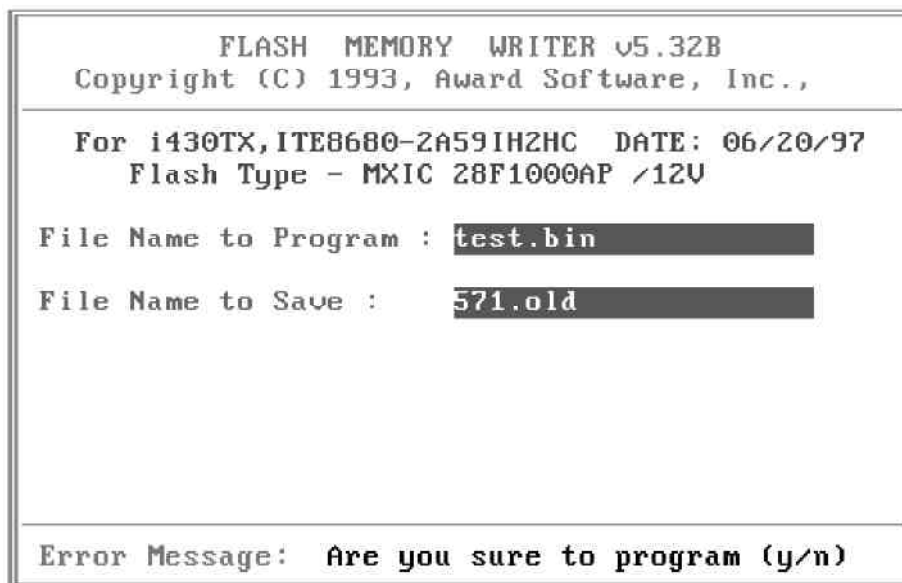 FLASH MEMORY WRITER v5.32B
Copyright (C) 1993, Award Software, Inc.,
For i430TX,ITE8680-2A59IH2HC DATE: 06/20/97
Flash Type - MXIC 28F1000AP /12V
File Name to Program : test.bin
File Name to Save : 571.old
Error Message: Are you sure to program (y/n)